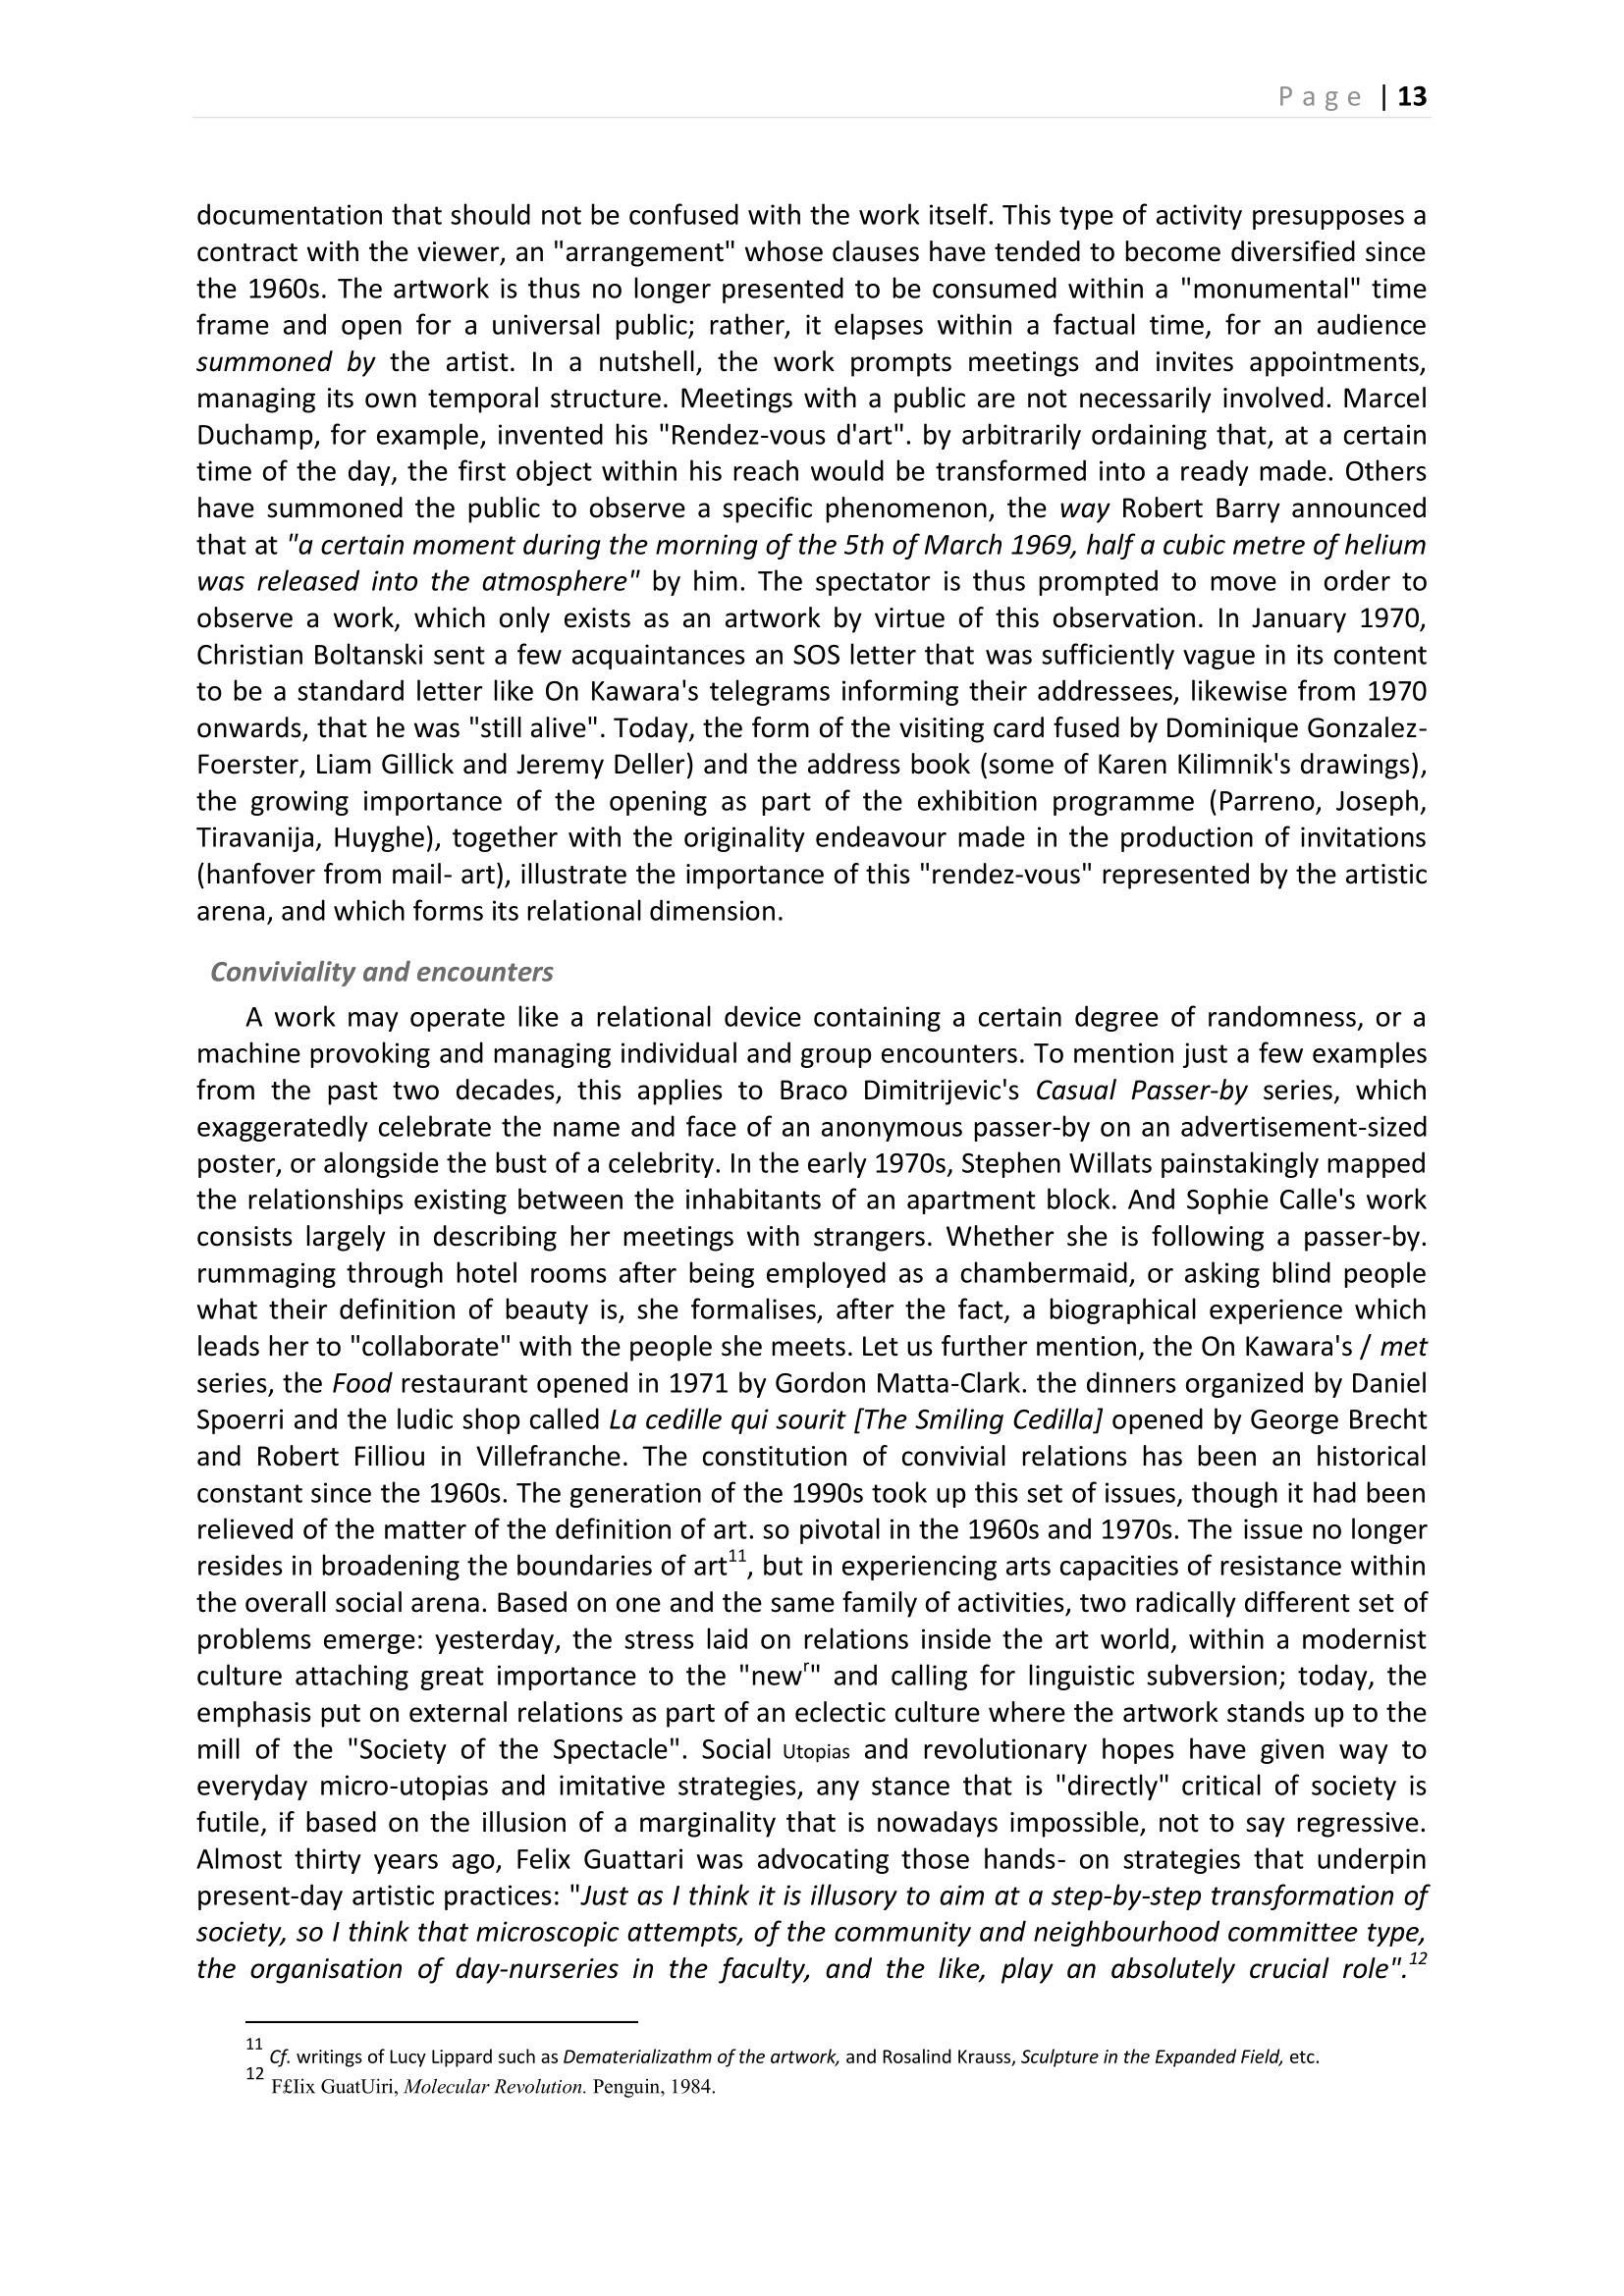 Page | 13
documentation that should not be confused with the work itself. This type of activity presupposes a
contract with the viewer, an "arrangement" whose clauses have tended to become diversified since
the 1960s. The artwork is thus no longer presented to be consumed within a "monumental" time
frame and open for a universal public; rather, it elapses within a factual time, for an audience
summoned by the artist. In a nutshell, the work prompts meetings and invites appointments,
managing its own temporal structure. Meetings with a public are not necessarily involved. Marcel
Duchamp, for example, invented his "Rendez-vous d'art". by arbitrarily ordaining that, at a certain
time of the day, the first object within his reach would be transformed into a ready made. Others
have summoned the public to observe a specific phenomenon, the way Robert Barry announced
that at "a certain moment during the morning of the 5th of March 1969, half a cubic metre of helium
was released into the atmosphere" by him. The spectator is thus prompted to move in order to
observe a work, which only exists as an artwork by virtue of this observation. In January 1970,
Christian Boltanski sent a few acquaintances an SOS letter that was sufficiently vague in its content
to be a standard letter like On Kawara's telegrams informing their addressees, likewise from 1970
onwards, that he was "still alive". Today, the form of the visiting card fused by Dominique Gonzalez-
Foerster, Liam Gillick and Jeremy Deller) and the address book (some of Karen Kilimnik's drawings),
the growing importance of the opening as part of the exhibition programme (Parreno, Joseph,
Tiravanija, Huyghe), together with the originality endeavour made in the production of invitations
(hanfover from mail- art), illustrate the importance of this "rendez-vous" represented by the artistic
arena, and which forms its relational dimension.
Conviviality and encounters
A work may operate like a relational device containing a certain degree of randomness, or a
machine provoking and managing individual and group encounters. To mention just a few examples
from the past two decades, this applies to Braco Dimitrijevic's Casual Passer-by series, which
exaggeratedly celebrate the name and face of an anonymous passer-by on an advertisement-sized
poster, or alongside the bust of a celebrity. In the early 1970s, Stephen Willats painstakingly mapped
the relationships existing between the inhabitants of an apartment block. And Sophie Calle's work
consists largely in describing her meetings with strangers. Whether she is following a passer-by.
rummaging through hotel rooms after being employed as a chambermaid, or asking blind people
what their definition of beauty is, she formalises, after the fact, a biographical experience which
leads her to "collaborate" with the people she meets. Let us further mention, the On Kawara's / met
series, the Food restaurant opened in 1971 by Gordon Matta-Clark. the dinners organized by Daniel
Spoerri and the ludic shop called La cedille qui sourit [The Smiling Cedilla] opened by George Brecht
and Robert Filliou in Villefranche. The constitution of convivial relations has been an historical
constant since the 1960s. The generation of the 1990s took up this set of issues, though it had been
relieved of the matter of the definition of art. so pivotal in the 1960s and 1970s. The issue no longer
resides in broadening the boundaries of art11, but in experiencing arts capacities of resistance within
the overall social arena. Based on one and the same family of activities, two radically different set of
problems emerge: yesterday, the stress laid on relations inside the art world, within a modernist
culture attaching great importance to the "newr" and calling for linguistic subversion; today, the
emphasis put on external relations as part of an eclectic culture where the artwork stands up to the
mill of the "Society of the Spectacle". Social Utopias and revolutionary hopes have given way to
everyday micro-utopias and imitative strategies, any stance that is "directly" critical of society is
futile, if based on the illusion of a marginality that is nowadays impossible, not to say regressive.
Almost thirty years ago, Felix Guattari was advocating those hands- on strategies that underpin
present-day artistic practices: "Just as I think it is illusory to aim at a step-by-step transformation of
society, so I think that microscopic attempts, of the community and neighbourhood committee type,
the organisation of day-nurseries in the faculty, and the like, play an absolutely crucial role".12
11 Cf. writings of Lucy Lippard such as Dematerializathm of the artwork, and Rosalind Krauss, Sculpture in the Expanded Field, etc.
12 F£Iix GuatUiri, Molecular Revolution. Penguin, 1984.